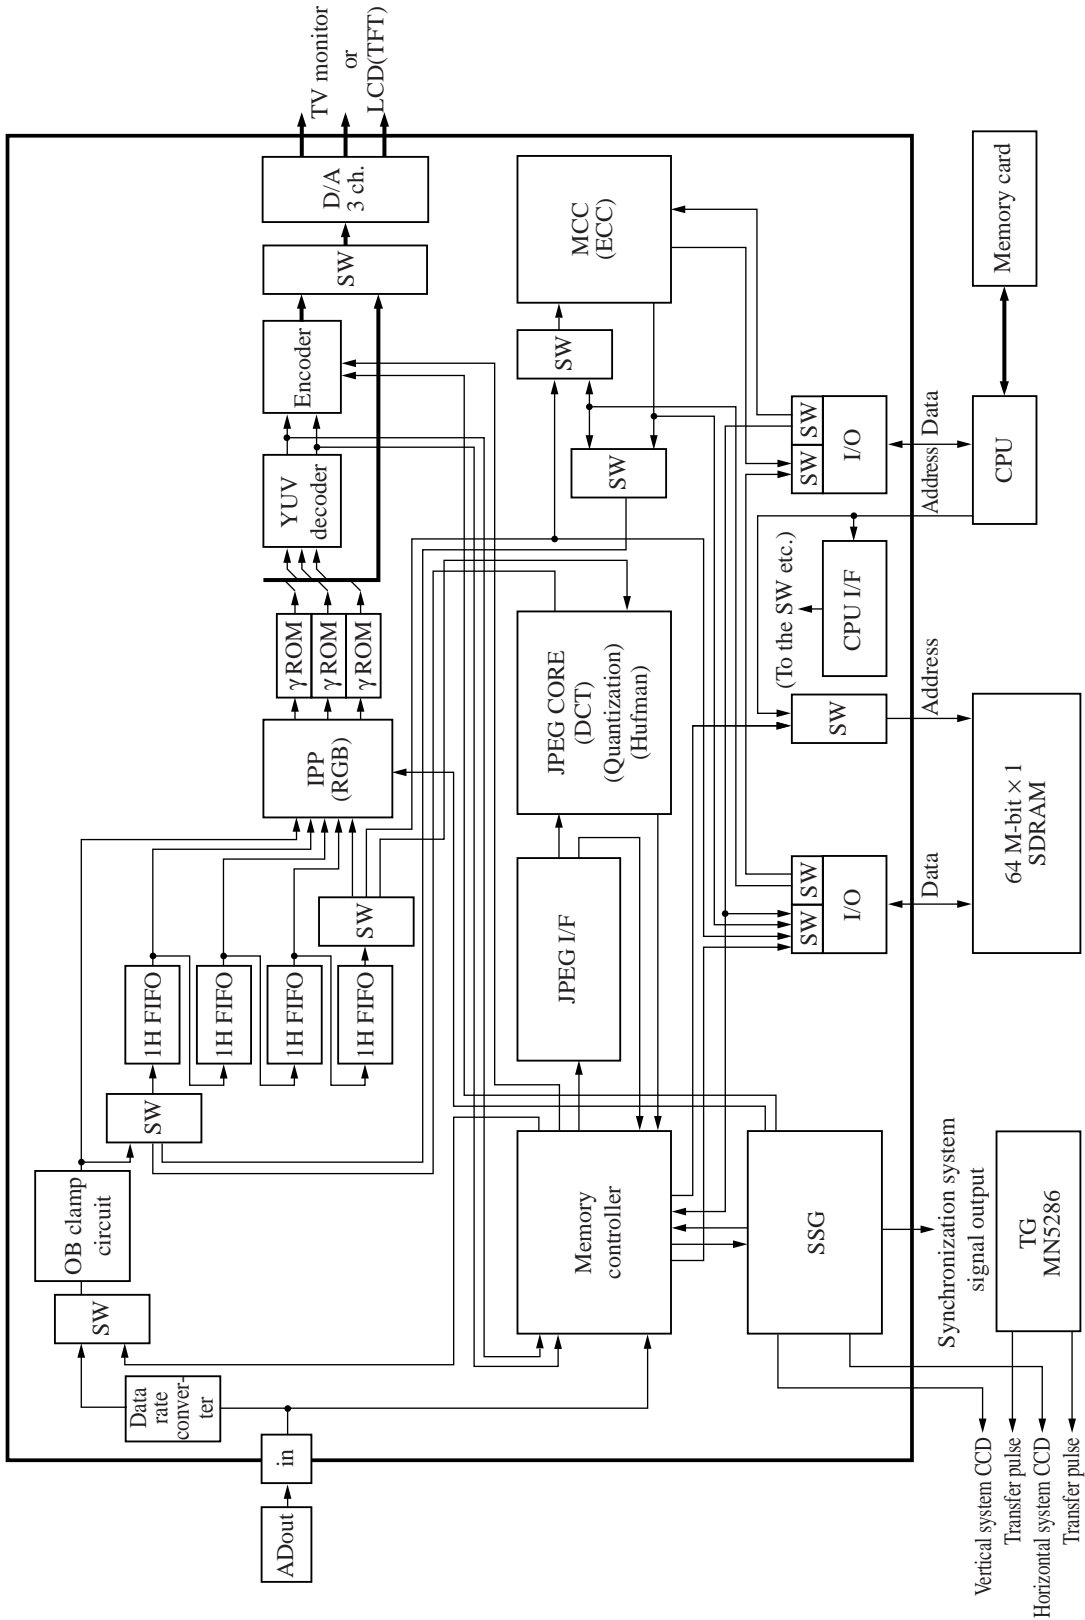 ADout
in
Data
rate
conver-
ter
SW
OB clamp
circuit
SW
1H FIFO
1H FIFO
1H FIFO
1H FIFO
SW
IPP
(RGB)
γ ROM
γ ROM
γ ROM
YUV
decoder
Encoder
SW
D/A
3 ch.
TV monitor
or
LCD(TFT)
Memory
controller
JPEG I/F
JPEG CORE
(DCT)
(Quantization)
(Hufman)
SW
SW
MCC
(ECC)
SSG
SW
SW
I/O
SW
(To the SW etc.)
CPU I/F
SW
SW
I/O
Synchronization system
signal output
Data
Address
Address
Data
TG
MN5286
64 M-bit × 1
SDRAM
CPU
Memory card
Vertical system CCD
Transfer pulse
Horizontal system CCD
Transfer pulse